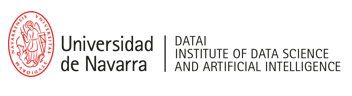 Universidad
de Navarra
DATAI
INSTITUTE OF DATA SCIENCE
AND ARTIFICIAL INTELLIGENCE